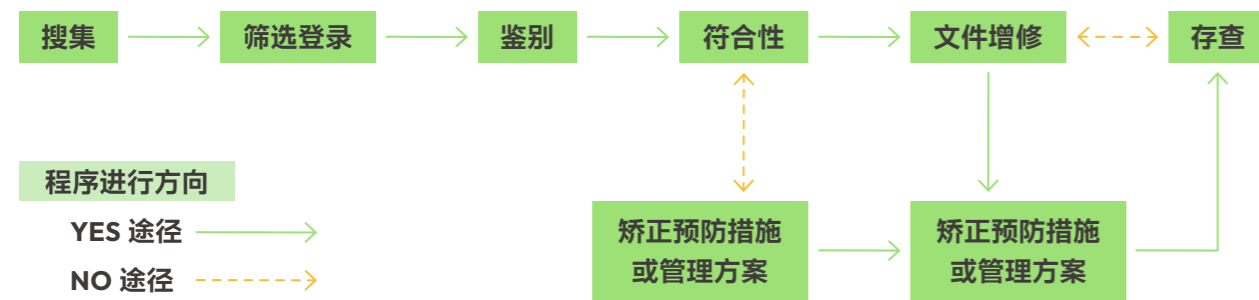 搜集
筛选登录
鉴别
符合性
文件增修
存查
程序进行方向
YES 途径
NO 途径
矫正预防措施
或管理方案
矫正预防措施
或管理方案